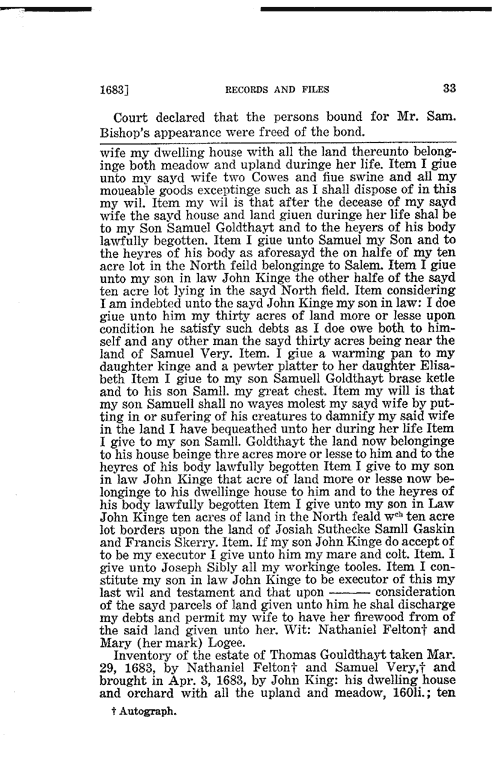 1683] RECORDS AND FILES 33
Court declared that the persons bound for Mr. Sam.
Bishop's appearance were freed of the bond.
wife my dwelling house with all the land thereunto belong-
inge both meadow and upland duringe her life. Item I giue
unto my sayd wife two Cowes and fiue swine and all my
moueable goods exceptinge such as I shall dispose of in this
my wil. Item my wil is that after the decease of my sayd
wife the sayd house and land giuen duringe her life shal be
to my Son Samuel Goldthayt and to the heyers of his body
lawfully begotten. Item I giue unto Samuel my Son and to
the heyres of his body as aforesayd the on halfe of my ten
acre lot in the North feild belonginge to Salem. Item I giue
unto my son in law John Kinge the other halfe of the sayd
ten acre lot lying in the sayd North field. Item considering
I am indebted unto the sayd John Kinge my son in law: I doe
giue unto him my thirty acres of land more or lesse upon
condition he satisfy such debts as I doe owe both to him-
self and any other man the sayd thirty acres being near the
land of Samuel Very. Item. I giue a warming pan to my
daughter kinge and a pewter platter to her daughter Elisa-
beth Item I giue to my son Samuell Goldthayt brase ketle
and to his son Samll. my great chest. Item my will is that
my son Samuell shall no wayes molest my sayd wife by put-
ting in or sufering of his creatures to damnify my said wife
in the land I have bequeathed unto her during her life Item
I give to my son Samll. Goldthayt the land now belonginge
to his house beinge thre acres more or lesse to him and to the
heyres of his body lawfully begotten Item I give to my son
in law John Kinge that acre of land more or lesse now be-
longinge to his dwellinge house to him and to the heyres of
his body lawfully begotten Item I give unto my son in Law
John Kinge ten acres of land in the North feald wch ten acre
lot borders upon the land of Josiah Suthecke Samll Gaskin
and Francis Skerry. Item. If my son John Kinge do accept of
to be my executor I give unto him my mare and colt. Item. I
give unto Joseph Sibly all my workinge tooles. Item I con-
stitute my son in law John Kinge to be executor of this my
last wil and testament and that upon ——— consideration
of the sayd parcels of land given unto him he shal discharge
my debts and permit my wife to have her firewood from of
the said land given unto her. Wit: Nathaniel Felton† and
Mary (her mark) Logee.
Inventory of the estate of Thomas Gouldthayt taken Mar.
29, 1683, by Nathaniel Felton† and Samuel Very,† and
brought in Apr. 3, 1683, by John King: his dwelling house
and orchard with all the upland and meadow, 160li.; ten
† Autograph.